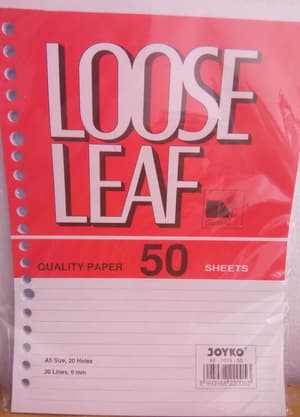 LOOSE
LEAF
QUALITY PAPER 50 SHEETS
A5 Size, 20 Holes
30 Lines, 6 mm
JOYKO